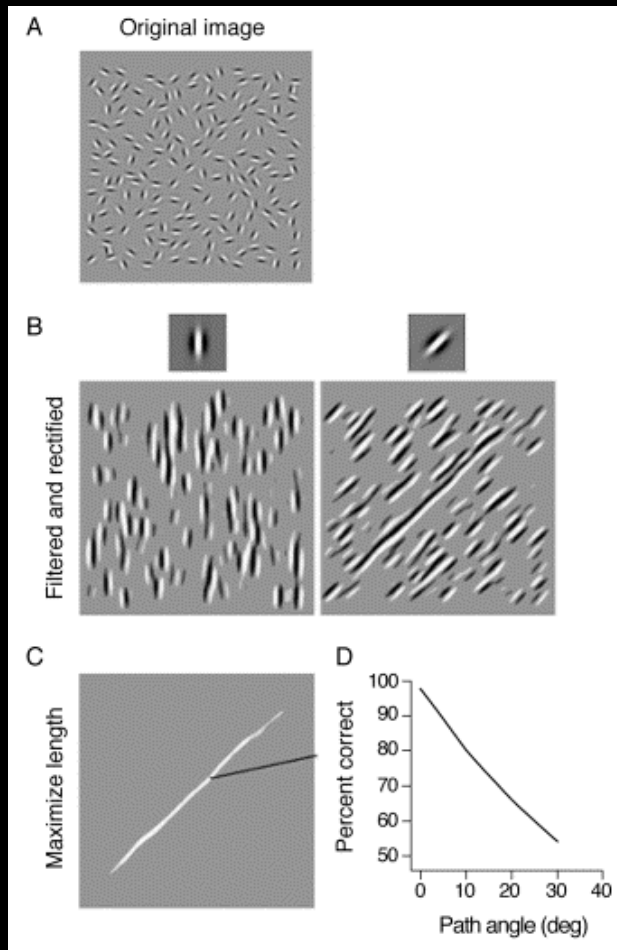 A
Original image
B
Filtered and rectified
C
Maximize length
D
Percent correct
100
90
80
70
60
50
0 10 20 30 40
Path angle (deg)